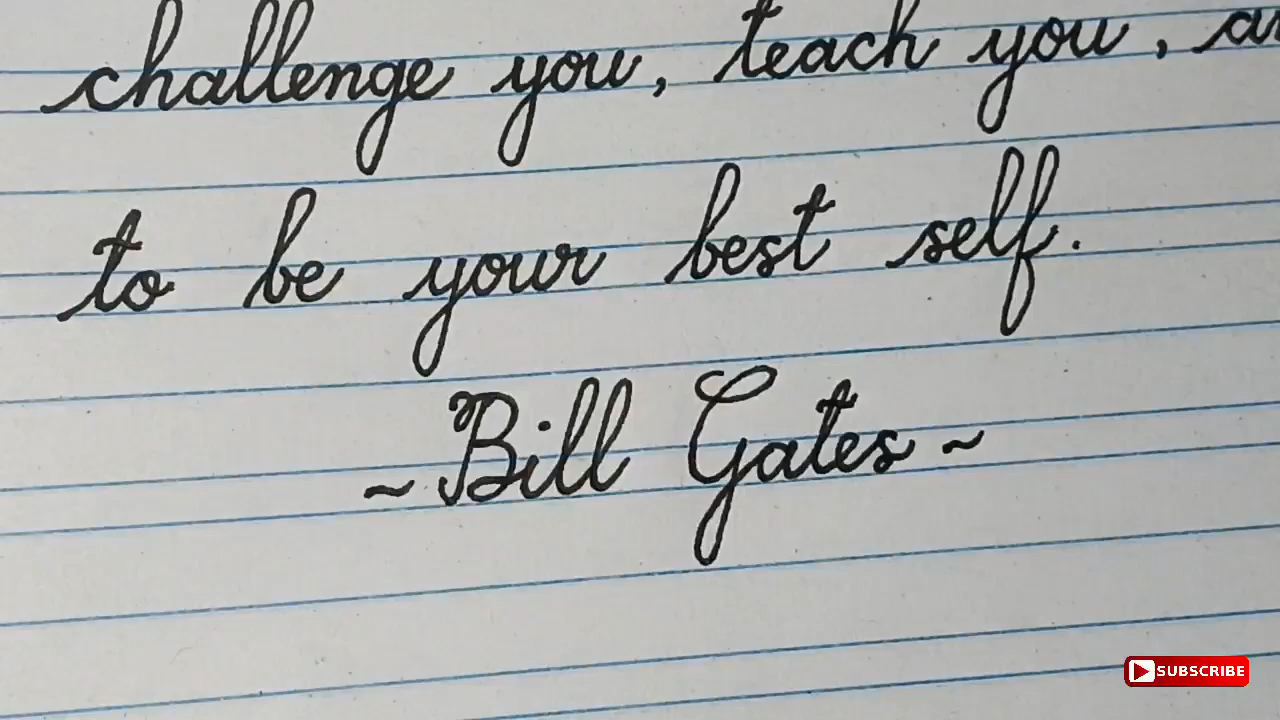 challenge you, teach you, a
to be your best self.
~ Bill Gates ~
SUBSCRIBE